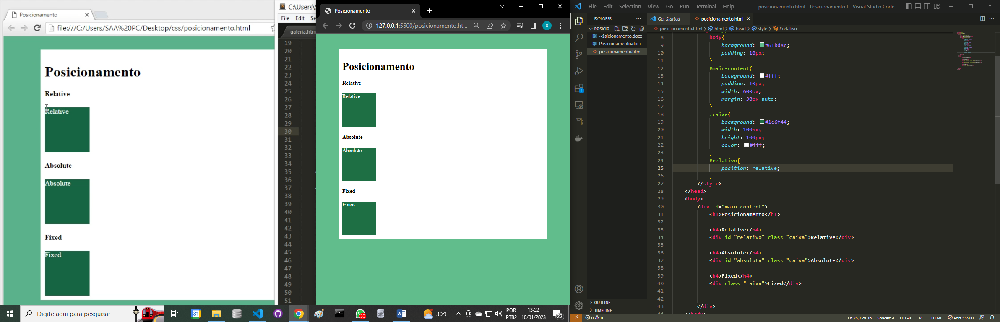 Posicionamento
file:///C:/Users/SAA%20PC/Desktop/css/posicionamento.html
Posicionamento
Relative
Relative
Absolute
Absolute
Fixed
Fixed
C:\Users\S
File Edit Se
galeria.htm
19
20
21
22
23
24
25
26
27
28
29
30
31
32
33
34
35
36
37
38
39
40
41
42
43
44
45
46
47
48
49
50
51
Posicionamento I
127.0.0.1:5500/posicionamento.ht...
Posicionamento
Relative
Relative
Absolute
Absolute
Fixed
Fixed
File Edit Selection View Go Run Terminal Help
posicionamento.html - Posicionamento I - Visual Studio Code
EXPLORER
POSICIO...
~$sicionamento.docx
Posicionamento.docx
posicionamento.html
OUTLINE
TIMELINE
1
Get Started
posicionamento.html
posicionamento.html > html > head > style > #relativo
8 body{
9 background: #61bd8c;
10 padding: 10px;
11 }
12 #main-content{
13 background: #fff;
14 padding: 10px;
15 width: 600px;
16 margin: 30px auto;
17 }
18 .caixa{
19 background: #1e6f44;
20 width: 100px;
21 height: 100px;
22 color: #fff;
23 }
24 #relativo{
25 position: relative;
26 }
27 </style>
28 </head>
29 <body>
30 <div id="main-content">
31 <h1>Posicionamento</h1>
32
33 <h4>Relative</h4>
34 <div id="relativo" class="caixa">Relative</div>
35
36 <h4>Absolute</h4>
37 <div id="absoluta" class="caixa">Absolute</div>
38
39 <h4>Fixed</h4>
40 <div class="caixa">Fixed</div>
41
42
43 </div>
44 </body>
0 0 Ln 25, Col 36 Spaces: 4 UTF-8 CRLF HTML Port : 5500
Digite aqui para pesquisar
31
33
30°C
POR
PTB2
13:52
10/01/2023
22